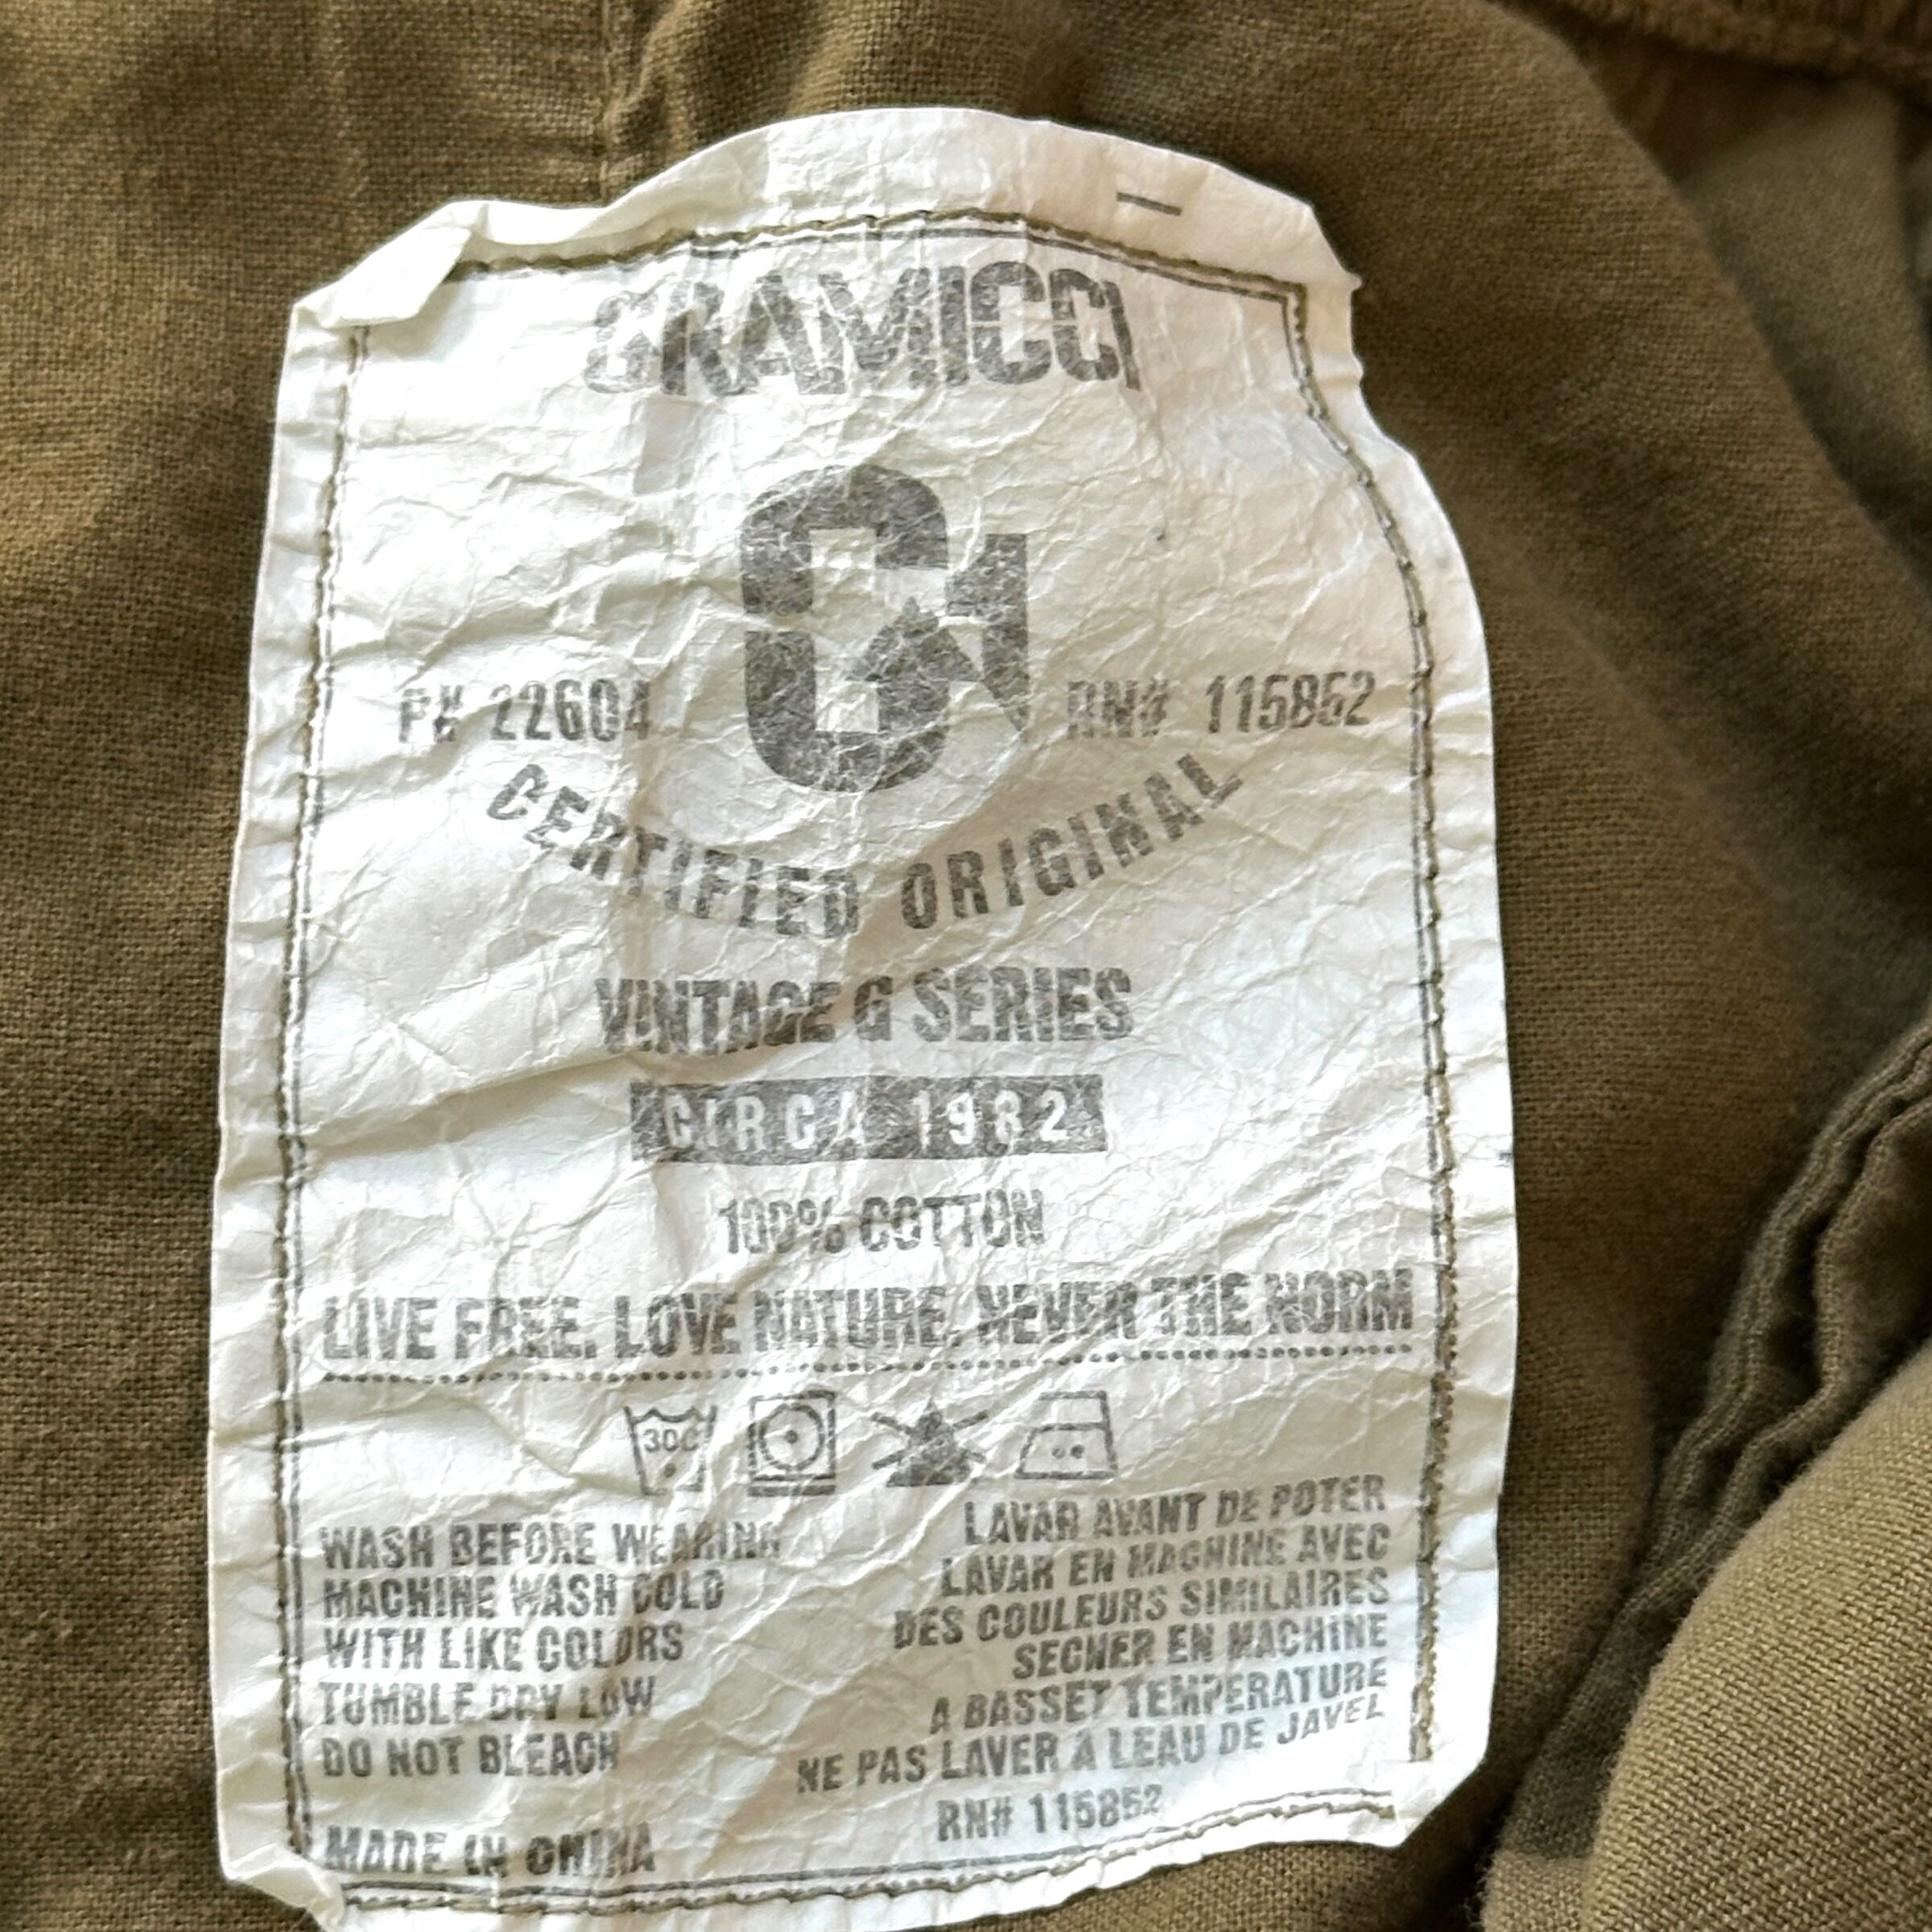 GRAMICCI
P# 22604
RN# 115852
CERTIFIED ORIGINAL
VINTAGE G SERIES
CIRCA 1982
100% COTTON
LIVE FREE. LOVE NATURE. NEVER THE NORM
30C
WASH BEFORE WEARING
MACHINE WASH COLD
WITH LIKE COLORS
TUMBLE DRY LOW
DO NOT BLEACH
MADE IN CHINA
LAVAR AVANT DE POTER
LAVAR EN MACHINE AVEC
DES COULEURS SIMILAIRES
SECHER EN MACHINE
A BASSET TEMPERATURE
NE PAS LAVER A LEAU DE JAVEL
RN# 115852